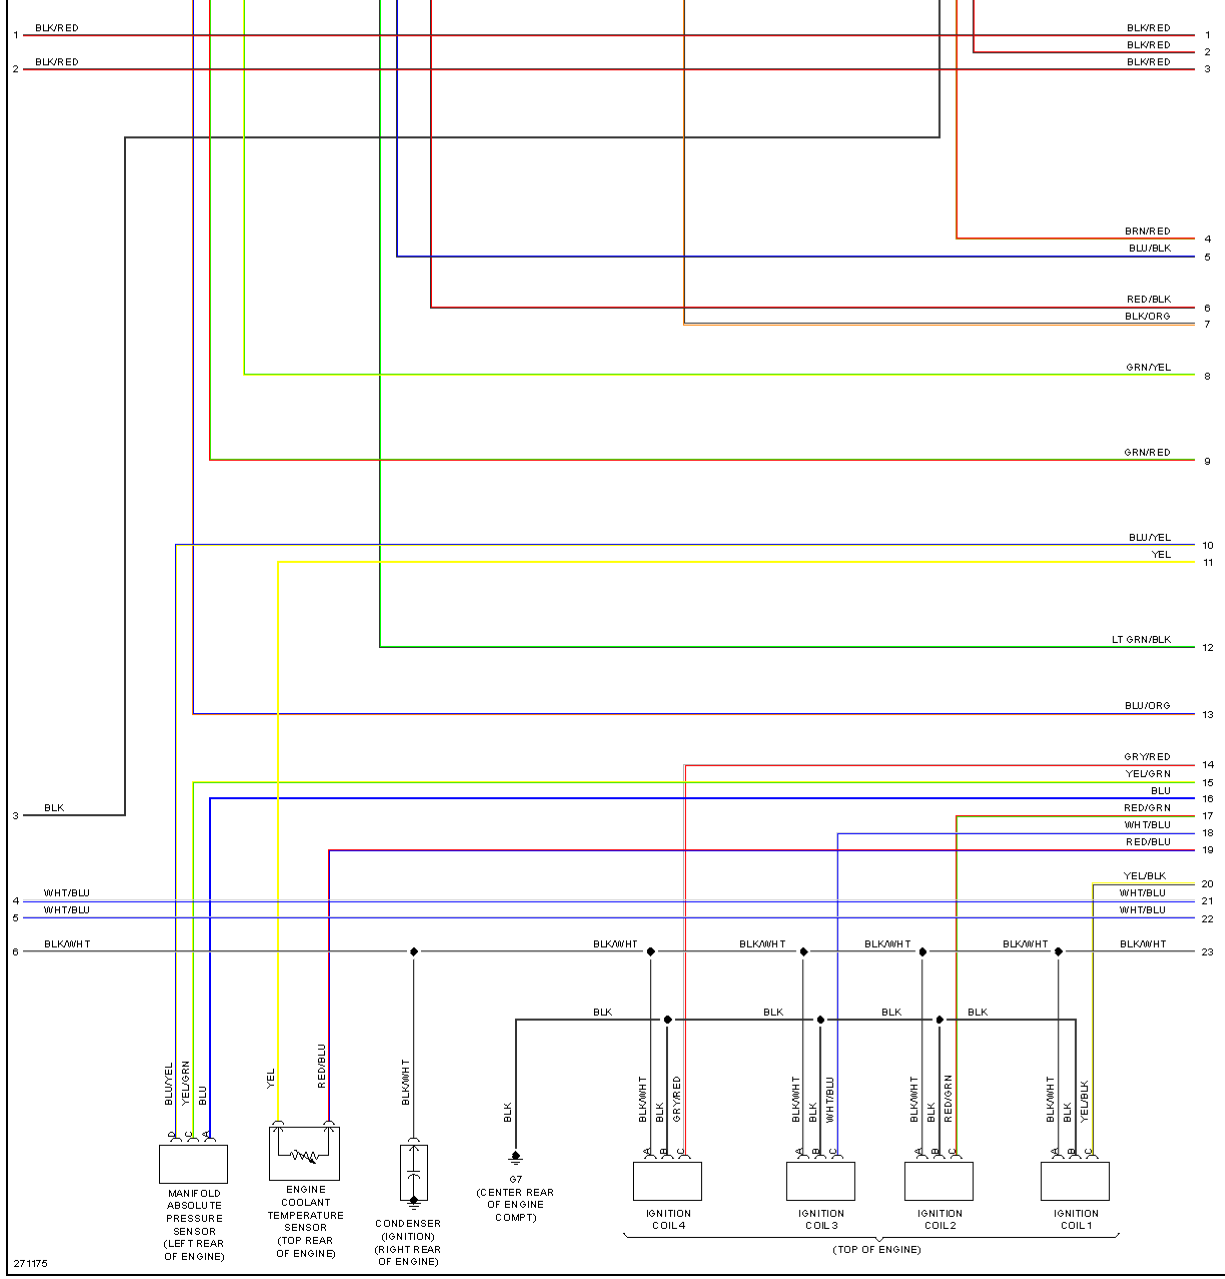 1 BLK/RED BLK/RED 1
BLK/RED 2
2 BLK/RED BLK/RED 3
BRN/RED 4
BLU/BLK 5
RED/BLK 6
BLK/ORG 7
GRN/YEL 8
GRN/RED 9
BLU/YEL 10
YEL 11
LT GRN/BLK 12
BLU/ORG 13
GRY/RED 14
YEL/GRN 15
BLU 16
3 BLK RED/GRN 17
WHT/BLU 18
RED/BLU 19
YEL/BLK 20
4 WHT/BLU WHT/BLU 21
5 WHT/BLU WHT/BLU 22
6 BLK/WHT BLK/WHT BLK/WHT BLK/WHT BLK/WHT BLK/WHT 23
BLK BLK BLK BLK
BLU/YEL YEL/GRN BLU YEL RED/BLU BLK/WHT BLK BLK/WHT BLK GRY/RED BLK/WHT BLK WHT/BLU BLK/WHT BLK RED/GRN BLK/WHT BLK YEL/BLK
D C A A B C A B C A B C A B C
MANIFOLD
ABSOLUTE
PRESSURE
SENSOR
(LEFT REAR
OF ENGINE)
ENGINE
COOLANT
TEMPERATURE
SENSOR
(TOP REAR
OF ENGINE)
CONDENSER
(IGNITION)
(RIGHT REAR
OF ENGINE)
G7
(CENTER REAR
OF ENGINE
COMPT)
IGNITION
COIL 4
IGNITION
COIL 3
IGNITION
COIL 2
IGNITION
COIL 1
(TOP OF ENGINE)
271175